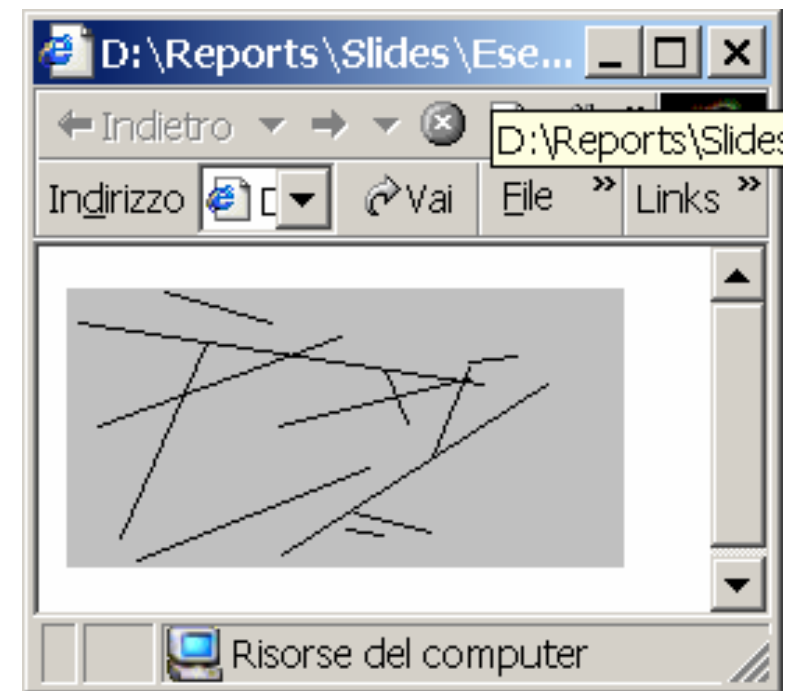 D:\Reports\Slides\Ese...
Indietro
D:\Reports\Slides
Indirizzo D Vai File » Links »
Risorse del computer